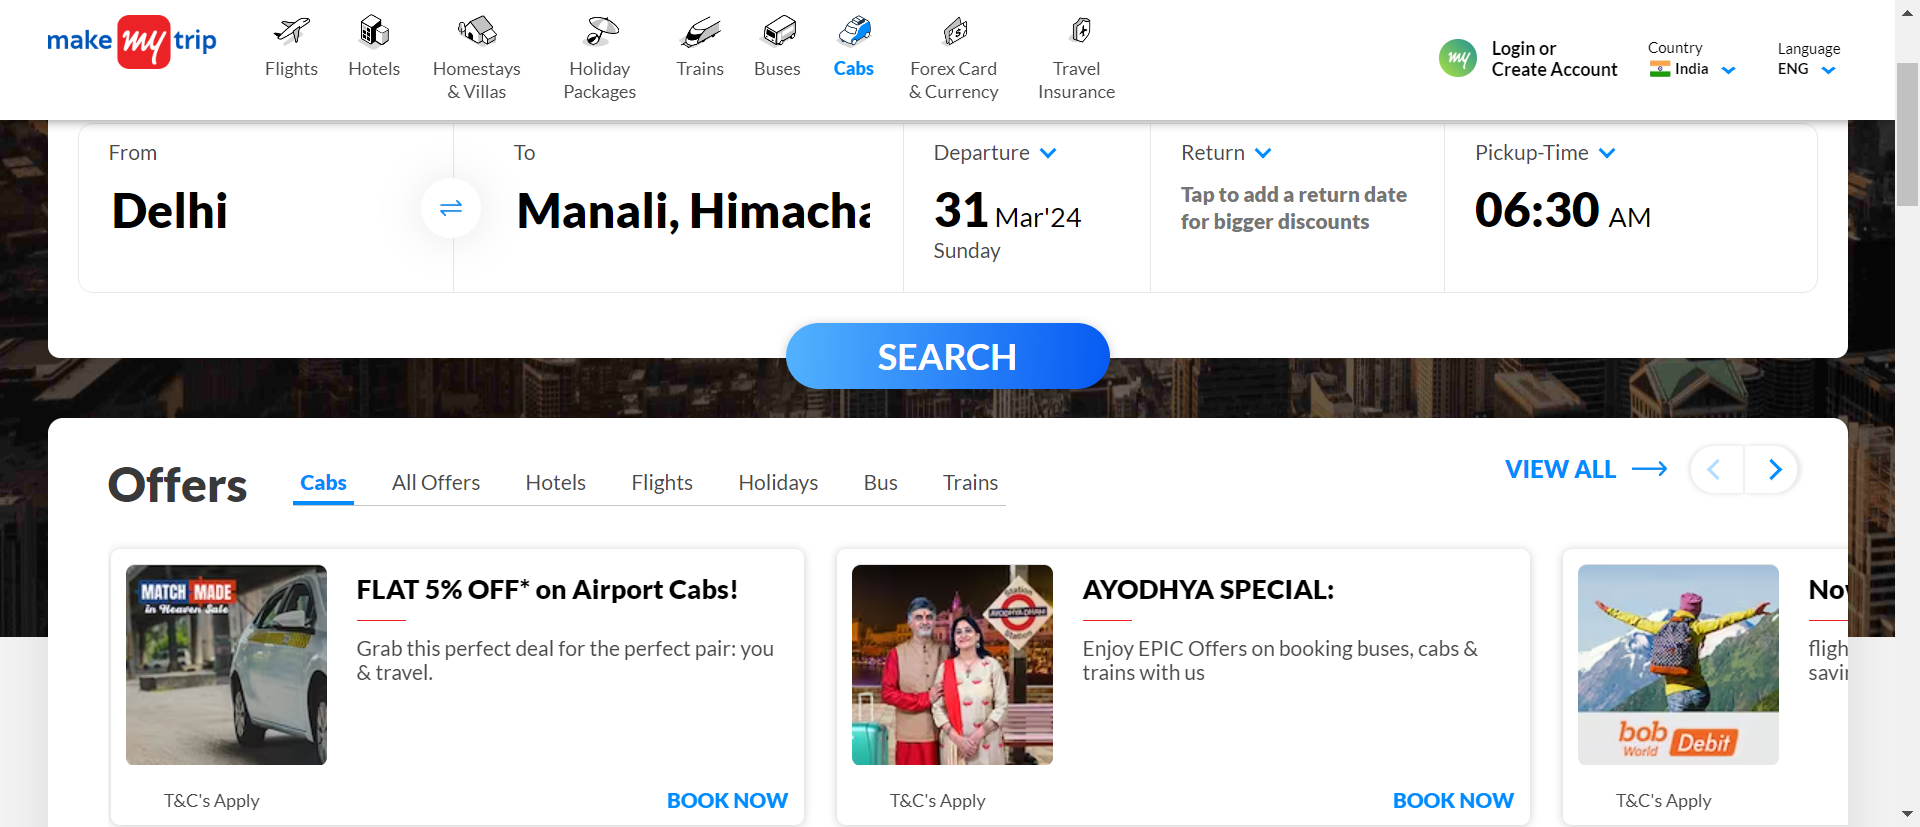 make my trip
Flights
Hotels
Homestays
& Villas
Holiday
Packages
Trains
Buses
Cabs
Forex Card
& Currency
Travel
Insurance
my
Login or
Create Account
Country
India
Language
ENG
From
Delhi
To
Manali, Himacha
Departure
31 Mar'24
Sunday
Return
Tap to add a return date
for bigger discounts
Pickup-Time
06:30 AM
SEARCH
Offers
Cabs
All Offers
Hotels
Flights
Holidays
Bus
Trains
VIEW ALL
MATCH MADE
in Heaven Sale
FLAT 5% OFF* on Airport Cabs!
Grab this perfect deal for the perfect pair: you
& travel.
T&C's Apply
BOOK NOW
Station
AYODHYA DHAM
Station
AYODHYA SPECIAL:
Enjoy EPIC Offers on booking buses, cabs &
trains with us
T&C's Apply
BOOK NOW
bob
World
Debit
No
fligh
savi
T&C's Apply